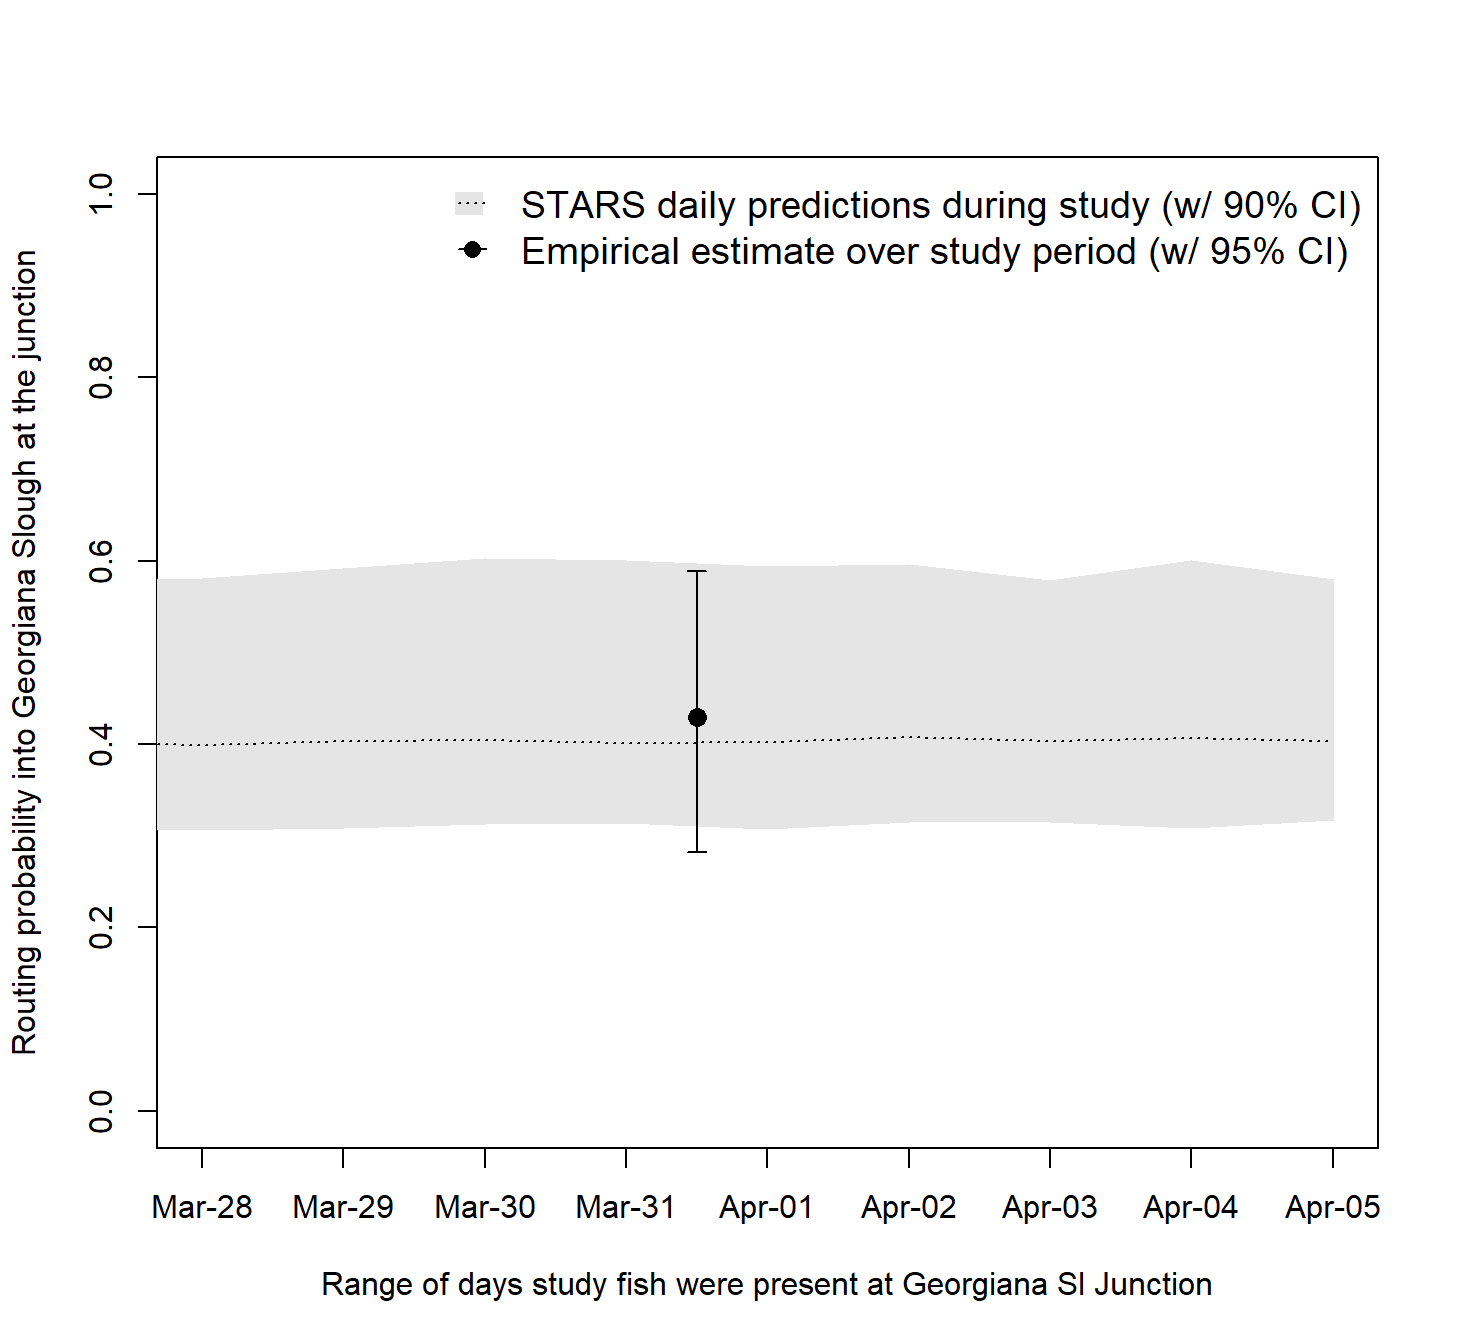 STARS daily predictions during study (w/ 90% CI)
Empirical estimate over study period (w/ 95% CI)
Routing probability into Georgiana Slough at the junction
1.0
0.8
0.6
0.4
0.2
0.0
Mar-28 Mar-29 Mar-30 Mar-31 Apr-01 Apr-02 Apr-03 Apr-04 Apr-05
Range of days study fish were present at Georgiana Sl Junction